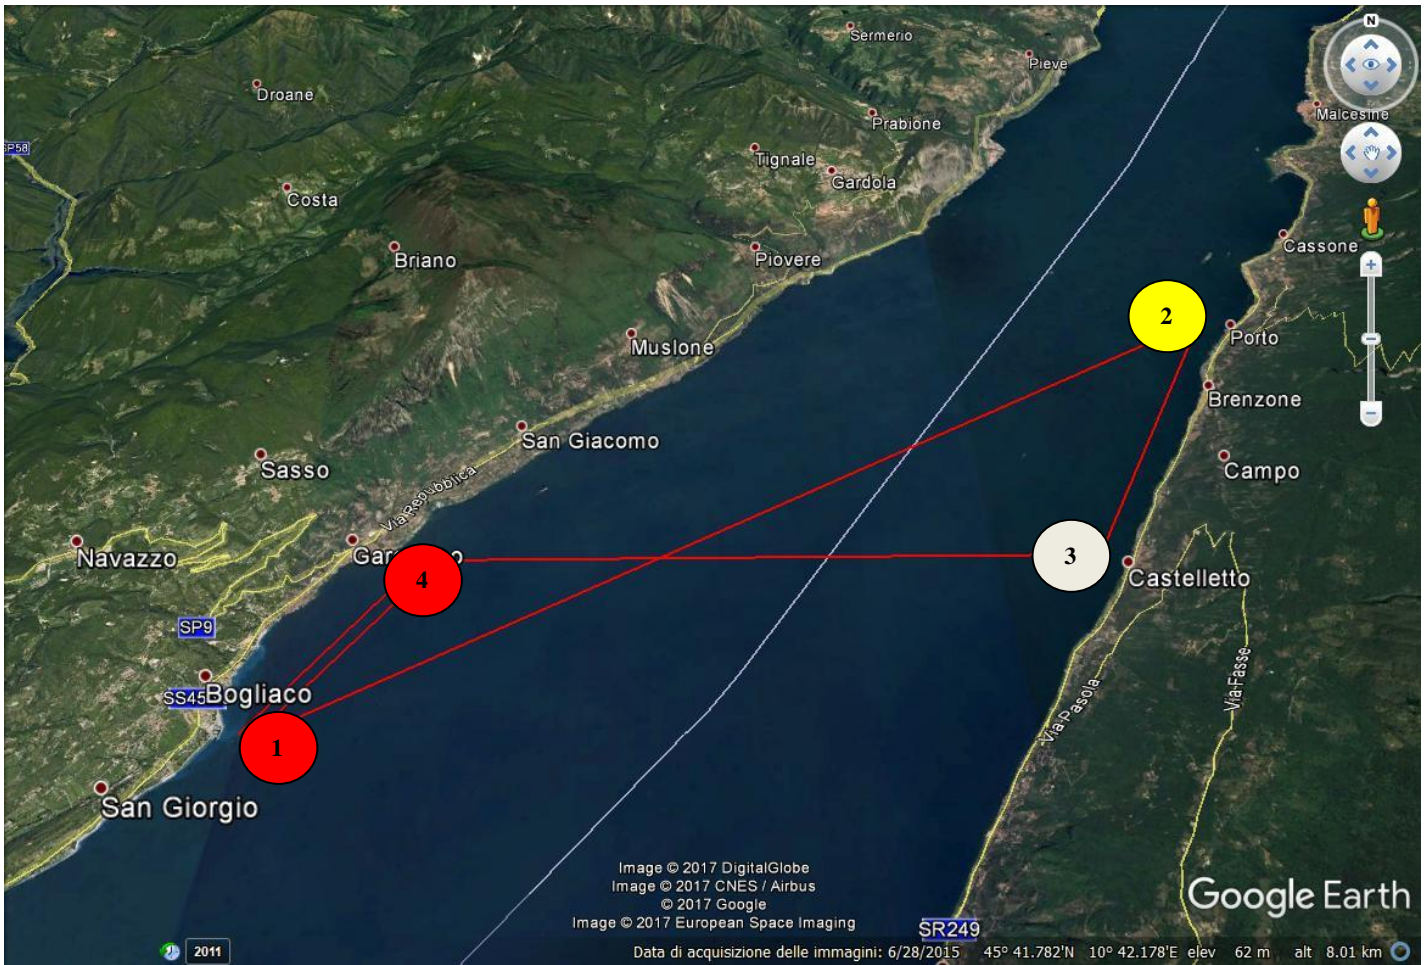 N
Sermerio
Pieve
Droane
Malcesine
Prabione
SP58
Tignale
Gardola
Costa
Cassone
Briano
Piovere
2
Porto
Muslone
Brenzone
San Giacomo
Sasso
Campo
Via Repubblica
Navazzo
3
Castelletto
4
SP9
Via Fasse
Bogliaco
Via Pasola
1
San Giorgio
Image © 2017 DigitalGlobe
Image © 2017 CNES / Airbus
© 2017 Google
Image © 2017 European Space Imaging
Google Earth
SR249
2011
Data di acquisizione delle immagini: 6/28/2015 45° 41.782'N 10° 42.178'E elev 62 m alt 8.01 km